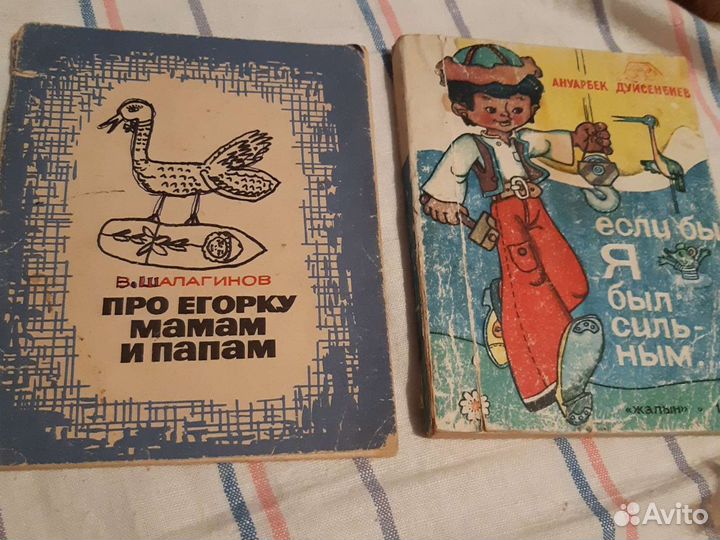 В. ШАЛАГИНОВ
ПРО ЕГОРКУ
МАМАМ
И ПАПАМ
АНУАРБЕК ДУЙСЕНБИЕВ
если бы
Я
был
силь-
ным
«жалын» •
Avito